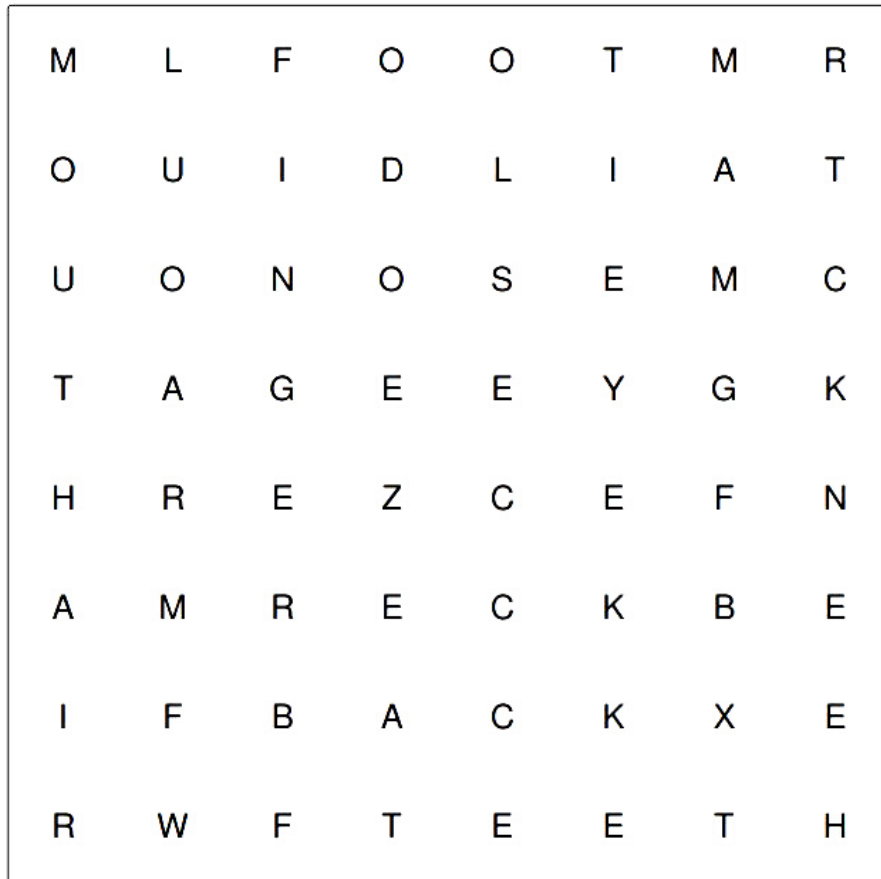 M L F O O T M R
O U I D L I A T
U O N O S E M C
T A G E E Y G K
H R E Z C E F N
A M R E C K B E
I F B A C K X E
R W F T E E T H